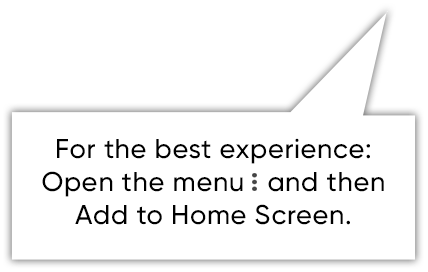 For the best experience:
Open the menu ⋮ and then
Add to Home Screen.